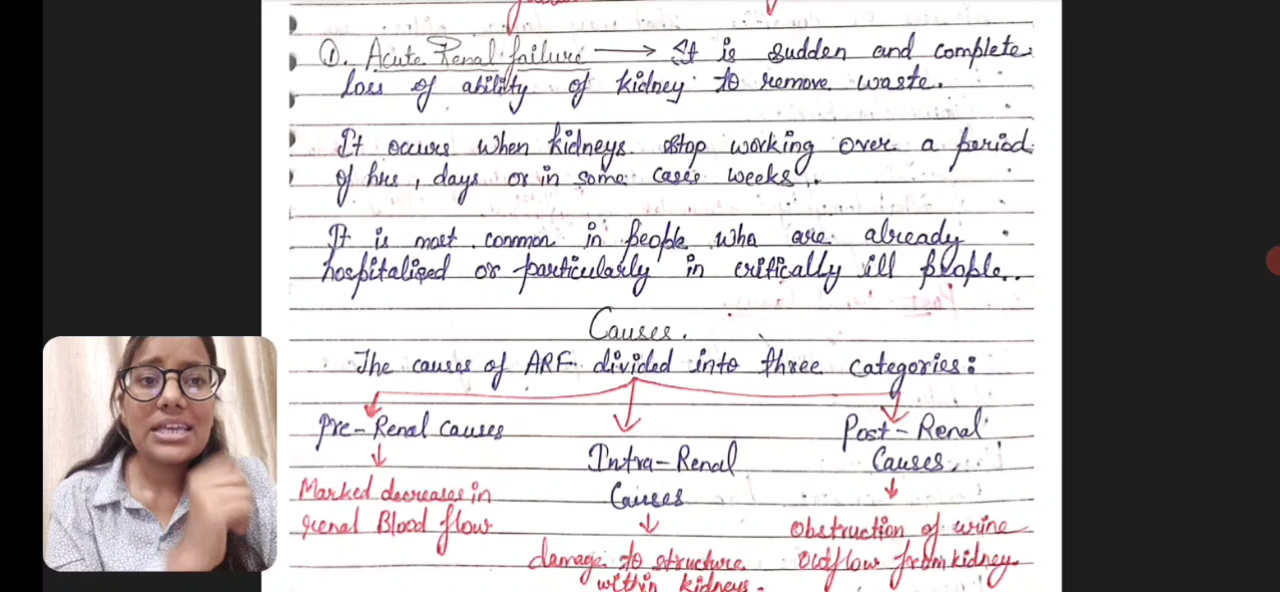 ①. Acute Renal failure → It is sudden and complete
loss of ability of kidney to remove waste.
It occurs when kidneys stop working over a period
of hrs, days or in some cases weeks.
It is most common in people who are already
hospitalised or particularly in critically ill people.
Causes.
The causes of ARF divided into three categories:
Pre-Renal causes
↓
Marked decreases in
renal Blood flow
Intra-Renal
Causes
↓
damage to structure
within kidneys.
Post-Renal
Causes.
↓
Obstruction of urine
outflow from kidney.